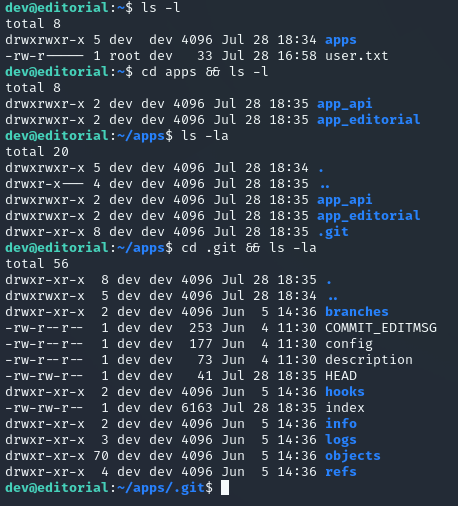 dev@editorial:~$ ls -l
total 8
drwxrwxr-x 5 dev  dev 4096 Jul 28 18:34 apps
-rw-r----- 1 root dev   33 Jul 28 16:58 user.txt
dev@editorial:~$ cd apps && ls -l
total 8
drwxrwxr-x 2 dev dev 4096 Jul 28 18:35 app_api
drwxrwxr-x 2 dev dev 4096 Jul 28 18:35 app_editorial
dev@editorial:~/apps$ ls -la
total 20
drwxrwxr-x 5 dev dev 4096 Jul 28 18:34 .
drwxr-x--- 4 dev dev 4096 Jul 28 18:35 ..
drwxrwxr-x 2 dev dev 4096 Jul 28 18:35 app_api
drwxrwxr-x 2 dev dev 4096 Jul 28 18:35 app_editorial
drwxr-xr-x 8 dev dev 4096 Jul 28 18:35 .git
dev@editorial:~/apps$ cd .git && ls -la
total 56
drwxr-xr-x  8 dev dev 4096 Jul 28 18:35 .
drwxrwxr-x  5 dev dev 4096 Jul 28 18:34 ..
drwxr-xr-x  2 dev dev 4096 Jun  5 14:36 branches
-rw-r--r--  1 dev dev  253 Jun  4 11:30 COMMIT_EDITMSG
-rw-r--r--  1 dev dev  177 Jun  4 11:30 config
-rw-r--r--  1 dev dev   73 Jun  4 11:30 description
-rw-rw-r--  1 dev dev   41 Jul 28 18:35 HEAD
drwxr-xr-x  2 dev dev 4096 Jun  5 14:36 hooks
-rw-rw-r--  1 dev dev 6163 Jul 28 18:35 index
drwxr-xr-x  2 dev dev 4096 Jun  5 14:36 info
drwxr-xr-x  3 dev dev 4096 Jun  5 14:36 logs
drwxr-xr-x 70 dev dev 4096 Jun  5 14:36 objects
drwxr-xr-x  4 dev dev 4096 Jun  5 14:36 refs
dev@editorial:~/apps/.git$